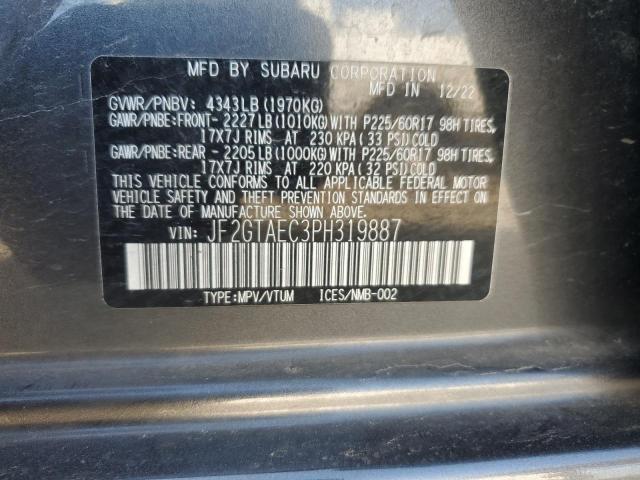 MFD BY SUBARU CORPORATION
MFD IN 12/22
GVWR/PNBV: 4343LB(1970KG)
GAWR/PNBE:FRONT-2227LB(1010KG)WITH P225/60R17 98H TIRES,
17X7J RIMS AT 230 KPA(33 PSI)COLD
GAWR/PNBE:REAR -2205LB(1000KG)WITH P225/60R17 98H TIRES,
17X7J RIMS AT 220 KPA(32 PSI)COLD
THIS VEHICLE CONFORMS TO ALL APPLICABLE FEDERAL MOTOR
VEHICLE SAFETY AND THEFT PREVENTION STANDARDS IN EFFECT ON
THE DATE OF MANUFACTURE SHOWN ABOVE.
VIN: JF2GTAEC3PH319887
TYPE:MPV/VTUM ICES/NMB-002